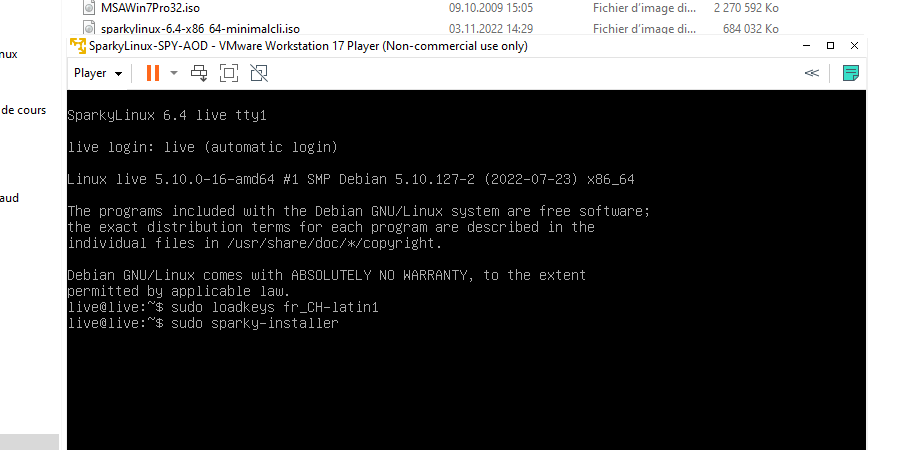 MSAWin7Pro32.iso 09.10.2009 15:05 Fichier d'image di... 2 270 592 Ko
sparkylinux-6.4-x86_64-minimalcli.iso 03.11.2022 14:29 Fichier d'image di... 684 032 Ko
nux
de cours
aud
SparkyLinux-SPY-AOD - VMware Workstation 17 Player (Non-commercial use only)
Player
SparkyLinux 6.4 live tty1
live login: live (automatic login)
Linux live 5.10.0-16-amd64 #1 SMP Debian 5.10.127-2 (2022-07-23) x86_64
The programs included with the Debian GNU/Linux system are free software;
the exact distribution terms for each program are described in the
individual files in /usr/share/doc/*/copyright.
Debian GNU/Linux comes with ABSOLUTELY NO WARRANTY, to the extent
permitted by applicable law.
live@live:~$ sudo loadkeys fr_CH-latin1
live@live:~$ sudo sparky-installer